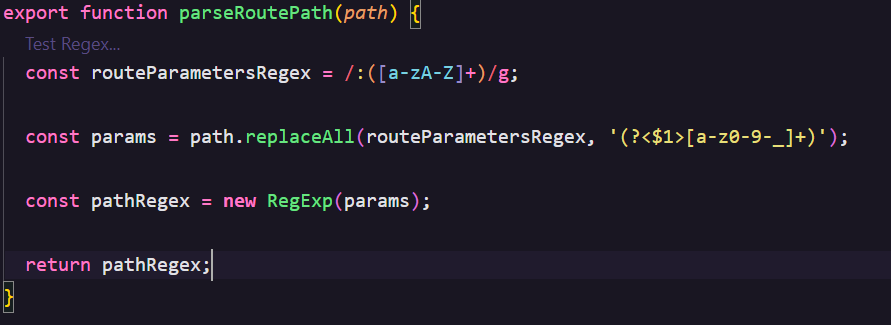 export function parseRoutePath(path) {
Test Regex...
const routeParametersRegex = /:([a-zA-Z]+)/g;
const params = path.replaceAll(routeParametersRegex, '(?<$1>[a-z0-9-_]+)');
const pathRegex = new RegExp(params);
return pathRegex;
}